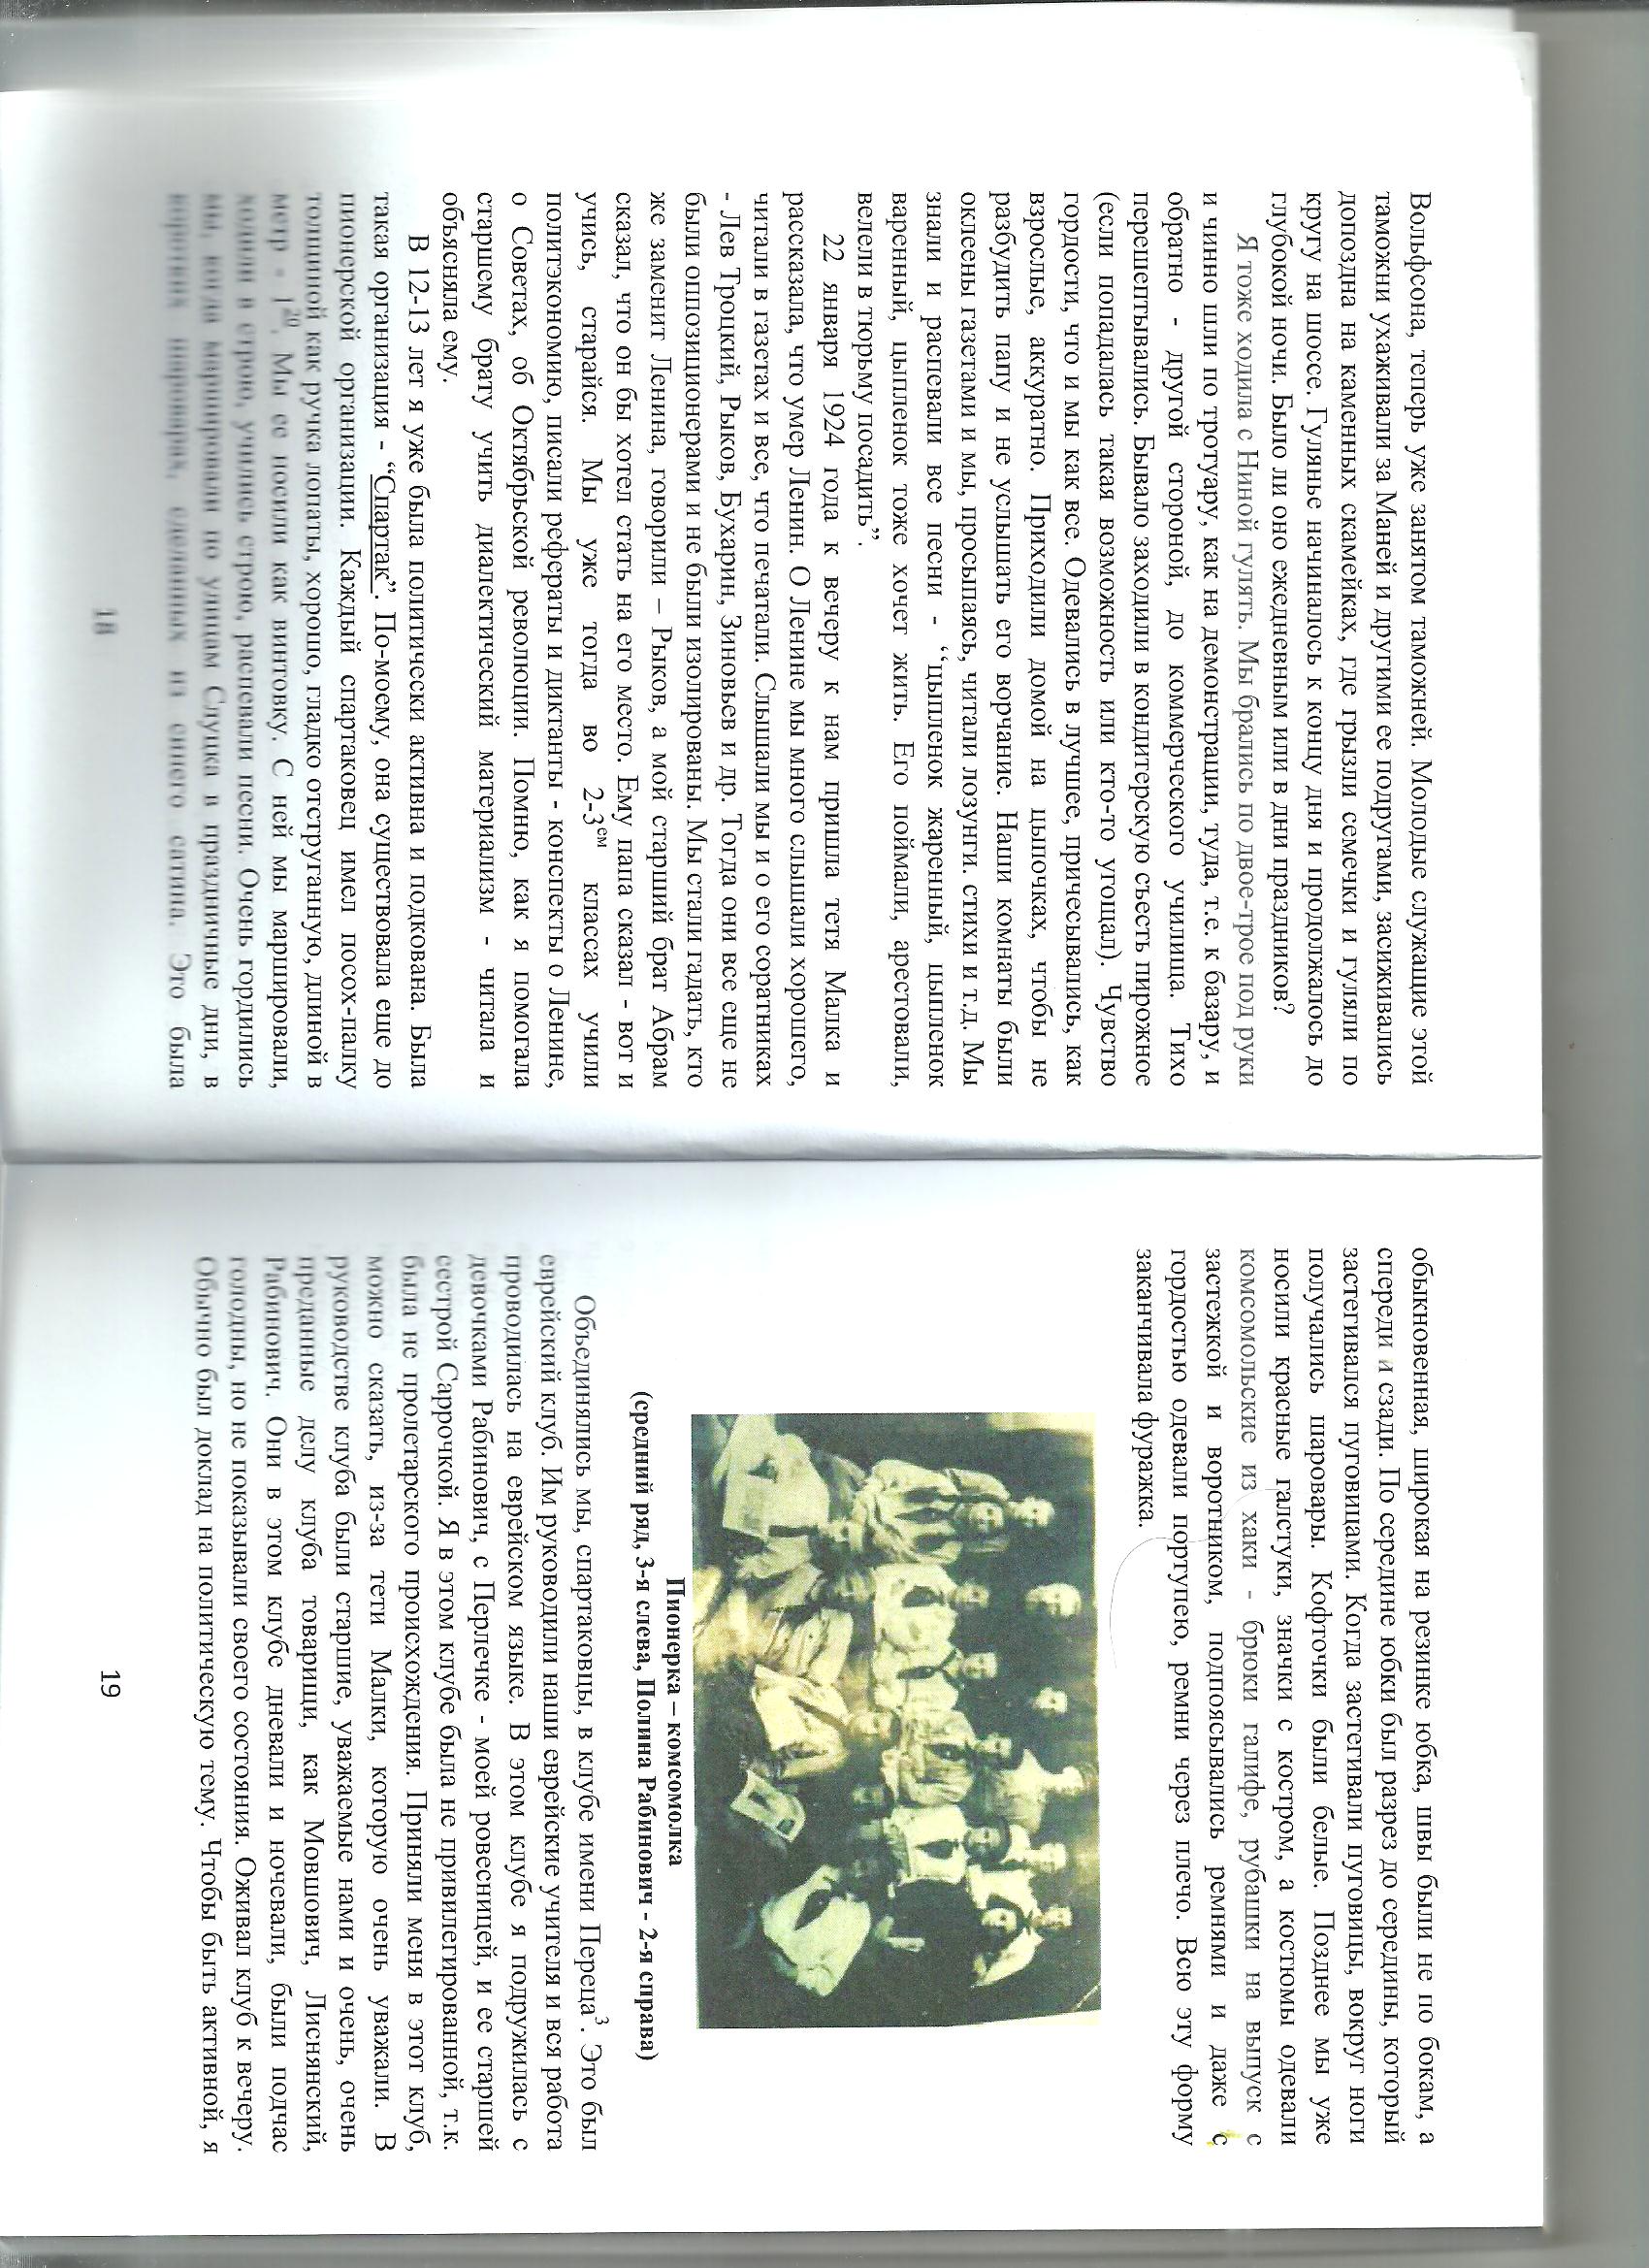 Вольфсона, теперь уже занятом таможней. Молодые служащие этой
таможни ухаживали за Маней и другими ее подругами, засиживались
допоздна на каменных скамейках, где грызли семечки и гуляли по
кругу на шоссе. Гулянье начиналось к концу дня и продолжалось до
глубокой ночи. Было ли оно ежедневным или в дни праздников?
Я тоже ходила с Ниной гулять. Мы брались по двое-трое под руки
и чинно шли по тротуару, как на демонстрации, туда, т.е. к базару, и
обратно - другой стороной, до коммерческого училища. Тихо
перешептывались. Бывало заходили в кондитерскую съесть пирожное
(если попадалась такая возможность или кто-то угощал). Чувство
гордости, что и мы как все. Одевались в лучшее, причесывались, как
взрослые, аккуратно. Приходили домой на цыпочках, чтобы не
разбудить папу и не услышать его ворчание. Наши комнаты были
оклеены газетами и мы, просыпаясь, читали лозунги. стихи и т.д. Мы
знали и распевали все песни - ‘‘цыпленок жаренный, цыпленок
варенный, цыпленок тоже хочет жить. Его поймали, арестовали,
велели в тюрьму посадить”.
22 января 1924 года к вечеру к нам пришла тетя Малка и
рассказала, что умер Ленин. О Ленине мы много слышали хорошего,
читали в газетах и все, что печатали. Слышали мы и о его соратниках
- Лев Троцкий, Рыков, Бухарин, Зиновьев и др. Тогда они все еще не
были оппозиционерами и не были изолированы. Мы стали гадать, кто
же заменит Ленина, говорили – Рыков, а мой старший брат Абрам
сказал, что он бы хотел стать на его место. Ему папа сказал - вот и
учись, старайся. Мы уже тогда во 2-3ем классах учили
политэкономию, писали рефераты и диктанты - конспекты о Ленине,
о Советах, об Октябрьской революции. Помню, как я помогала
старшему брату учить диалектический материализм - читала и
объясняла ему.
В 12-13 лет я уже была политически активна и подкована. Была
такая организация - “Спартак”. По-моему, она существовала еще до
пионерской организации. Каждый спартаковец имел посох-палку
толщиной как ручка лопаты, хорошо, гладко отструганную, длиной в
метр - 1²⁰. Мы ее носили как винтовку. С ней мы маршировали,
ходили в строю, учились строю, распевали песни. Очень гордились
мы, когда маршировали по улицам Слуцка в праздничные дни, в
коротких шароварах, сделанных из синего сатина. Это была
18
обыкновенная, широкая на резинке юбка, швы были не по бокам, а
спереди и сзади. По середине юбки был разрез до середины, который
застегивался пуговицами. Когда застегивали пуговицы, вокруг ноги
получались шаровары. Кофточки были белые. Позднее мы уже
носили красные галстуки, значки с костром, а костюмы одевали
комсомольские из хаки - брюки галифе, рубашки на выпуск с
застежкой и воротником, подпоясывались ремнями и даже с
гордостью одевали портупею, ремни через плечо. Всю эту форму
заканчивала фуражка.
Пионерка – комсомолка
(средний ряд, 3-я слева, Полина Рабинович - 2-я справа)
Объединялись мы, спартаковцы, в клубе имени Переца³. Это был
еврейский клуб. Им руководили наши еврейские учителя и вся работа
проводилась на еврейском языке. В этом клубе я подружилась с
девочками Рабинович, с Перлечке - моей ровесницей, и ее старшей
сестрой Саррочкой. Я в этом клубе была не привилегированной, т.к.
была не пролетарского происхождения. Приняли меня в этот клуб,
можно сказать, из-за тети Малки, которую очень уважали. В
руководстве клуба были старшие, уважаемые нами и очень, очень
преданные делу клуба товарищи, как Мовшович, Лиснянский,
Рабинович. Они в этом клубе дневали и ночевали, были подчас
голодны, но не показывали своего состояния. Оживал клуб к вечеру.
Обычно был доклад на политическую тему. Чтобы быть активной, я
19